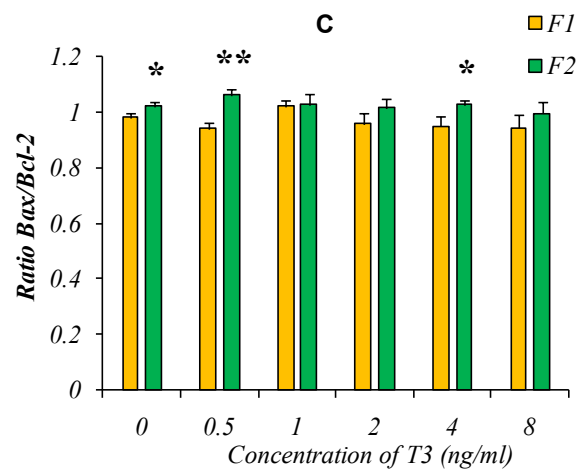 C
F1
F2
* ** *
1.2
1
0.8
0.6
0.4
0.2
0
Ratio Bax/Bcl-2
0 0.5 1 2 4 8
Concentration of T3 (ng/ml)